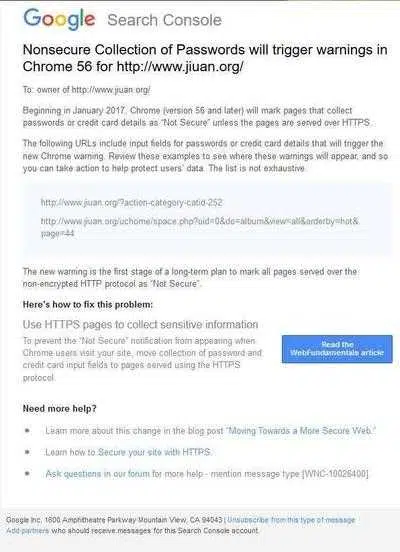 Google Search Console
Nonsecure Collection of Passwords will trigger warnings in
Chrome 56 for http://www.jiuan.org/
To: owner of http://www.jiuan.org/
Beginning in January 2017, Chrome (version 56 and later) will mark pages that collect
passwords or credit card details as "Not Secure" unless the pages are served over HTTPS.
The following URLs include input fields for passwords or credit card details that will trigger the
new Chrome warning. Review these examples to see where these warnings will appear, and so
you can take action to help protect users' data. The list is not exhaustive.
http://www.jiuan.org/?action-category-catid-252
http://www.jiuan.org/uchome/space.php?uid=0&do=album&view=all&orderby=hot&
page=44
The new warning is the first stage of a long-term plan to mark all pages served over the
non-encrypted HTTP protocol as "Not Secure".
Here's how to fix this problem:
Use HTTPS pages to collect sensitive information
To prevent the "Not Secure" notification from appearing when
Chrome users visit your site, move collection of password and
credit card input fields to pages served using the HTTPS
protocol.
Read the
WebFundamentals article
Need more help?
• Learn more about this change in the blog post "Moving Towards a More Secure Web."
• Learn how to Secure your site with HTTPS.
• Ask questions in our forum for more help - mention message type [WNC-10026400].
Google Inc. 1600 Amphitheatre Parkway Mountain View, CA 94043 | Unsubscribe from this type of message
Add partners who should receive messages for this Search Console account.